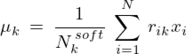 μ_k = \frac{1}{N_k^{soft}} \sum_{i=1}^{N} r_{ik} x_i